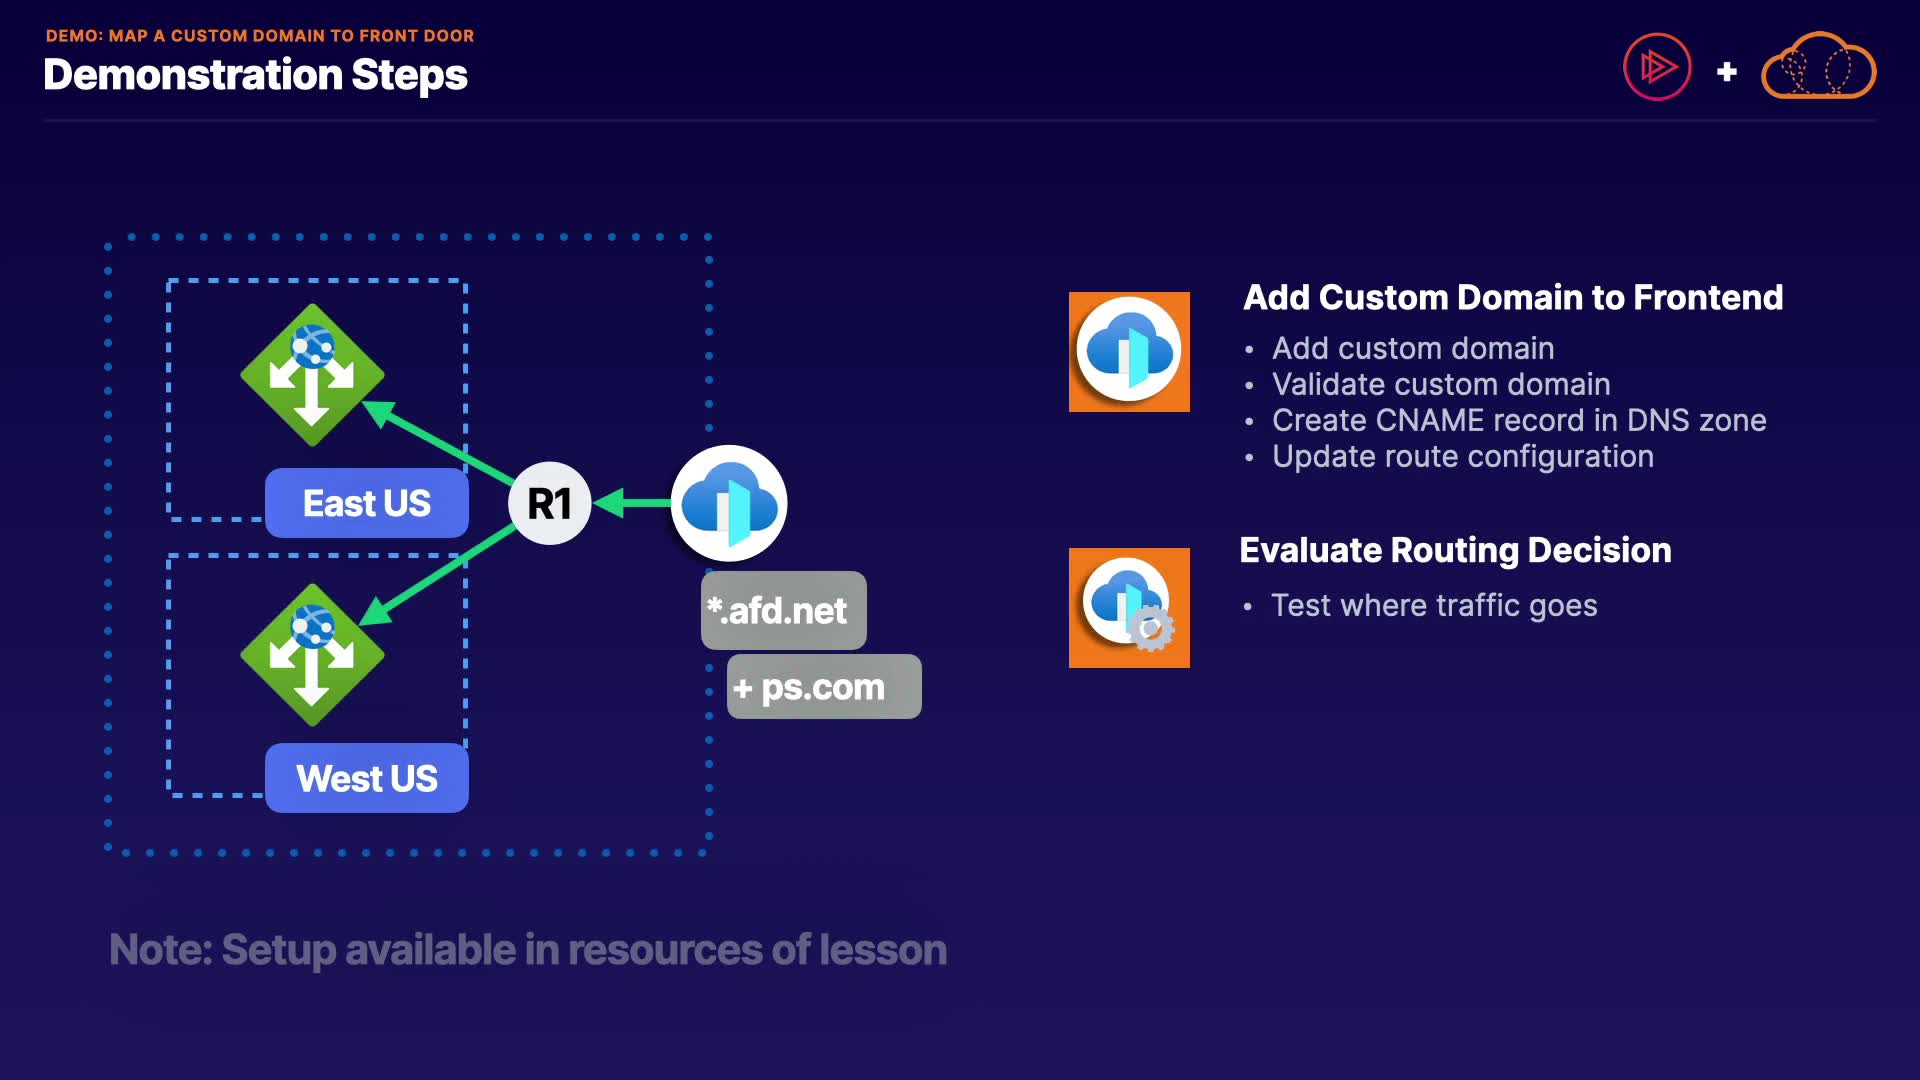 DEMO: MAP A CUSTOM DOMAIN TO FRONT DOOR
Demonstration Steps
+
East US
R1
*.afd.net
+ ps.com
West US
Add Custom Domain to Frontend
• Add custom domain
• Validate custom domain
• Create CNAME record in DNS zone
• Update route configuration
Evaluate Routing Decision
• Test where traffic goes
Note: Setup available in resources of lesson